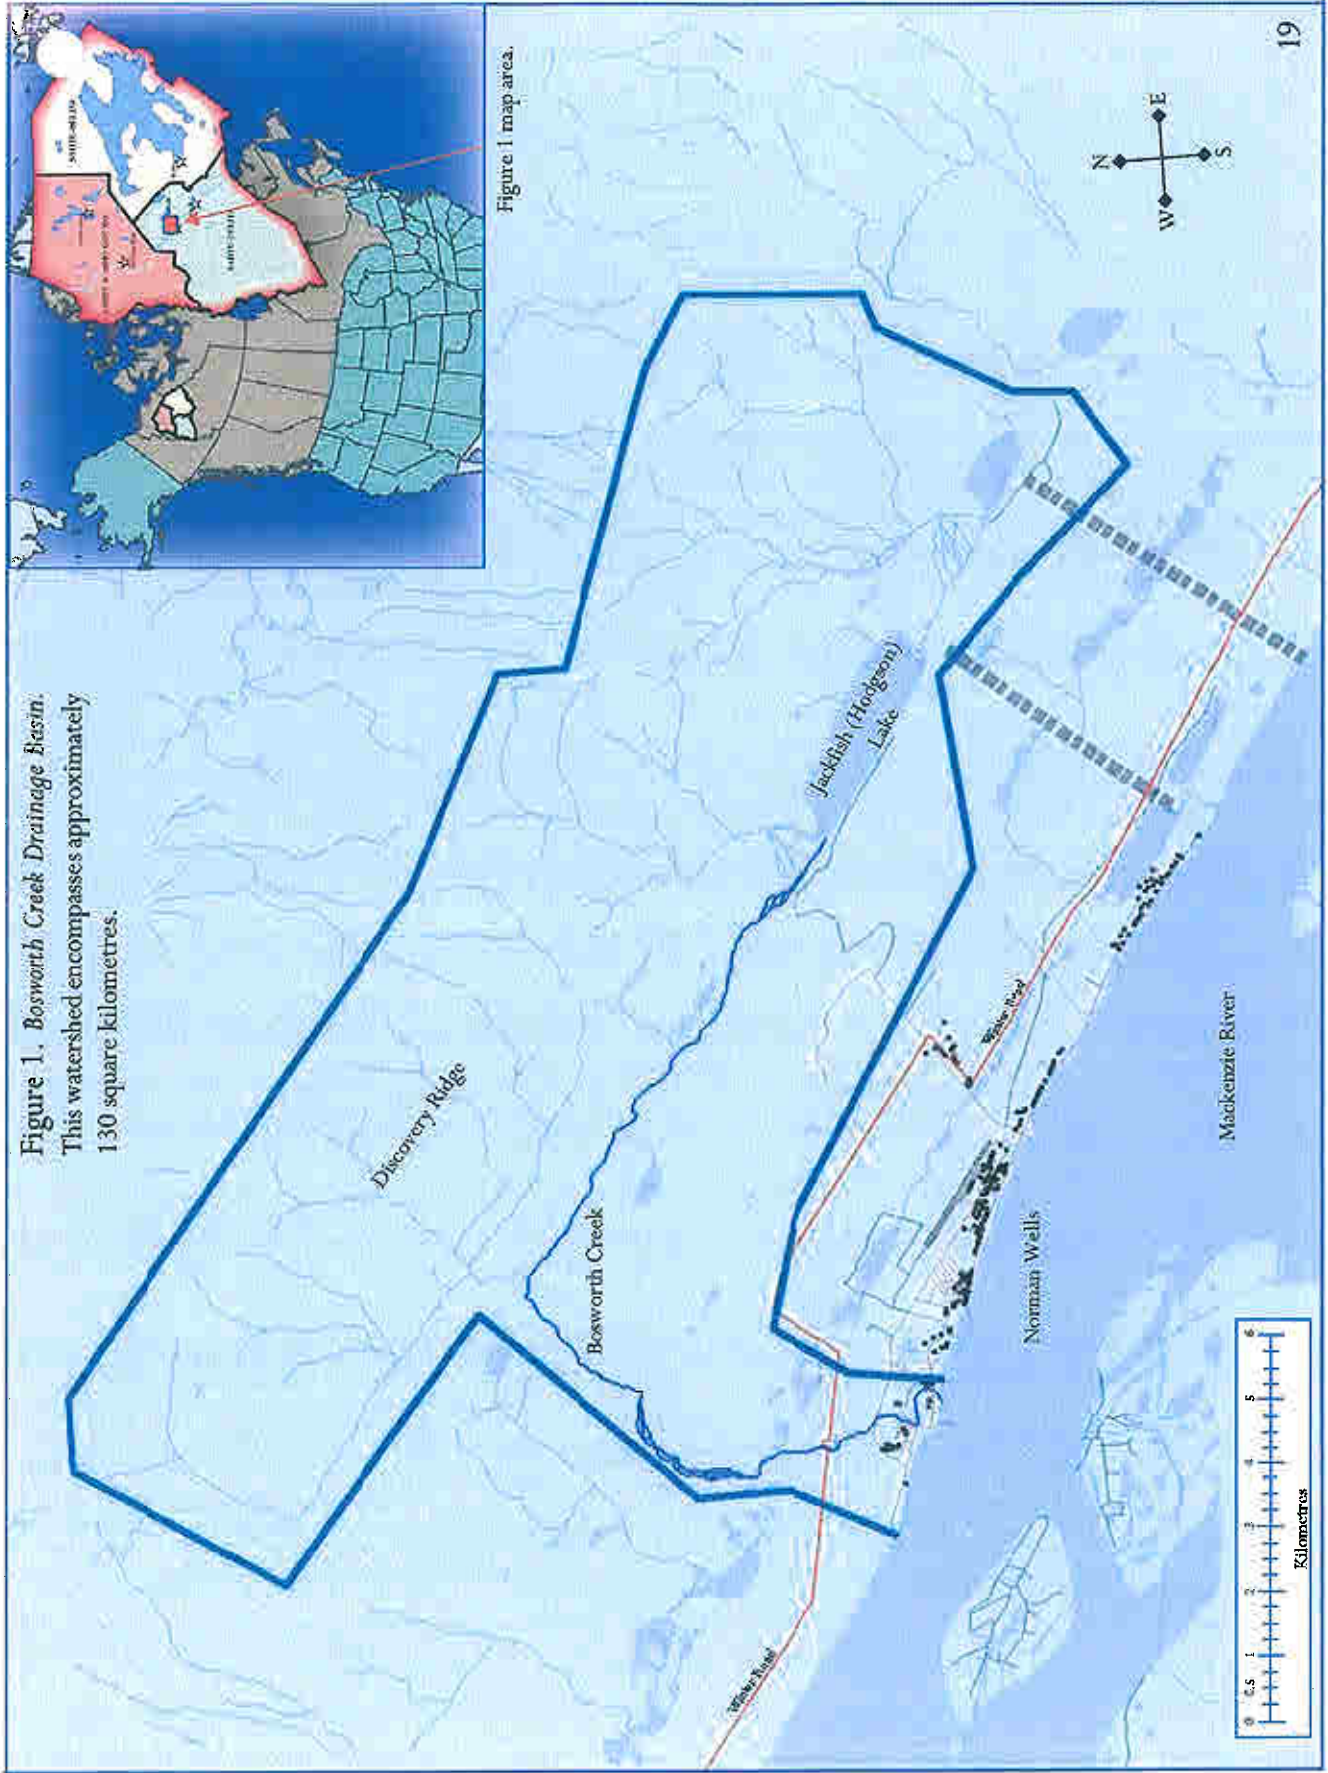 Figure 1. Bosworth Creek Drainage Basin.
This watershed encompasses approximately
130 square kilometres.
Figure 1 map area.
Discovery Ridge
Bosworth Creek
Jackfish (Hodgson)
Lake
Winter Road
Winter Road
Norman Wells
Mackenzie River
N
W
E
S
0 0.5 1 2 3 4 5 6
Kilometres
19